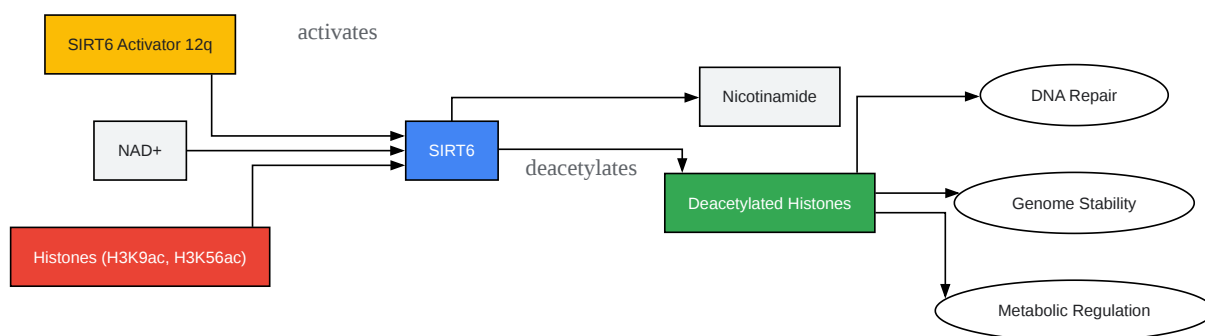 activates
SIRT6 Activator 12q
Nicotinamide
DNA Repair
NAD+
SIRT6
deacetylates
Deacetylated Histones
Genome Stability
Histones (H3K9ac, H3K56ac)
Metabolic Regulation